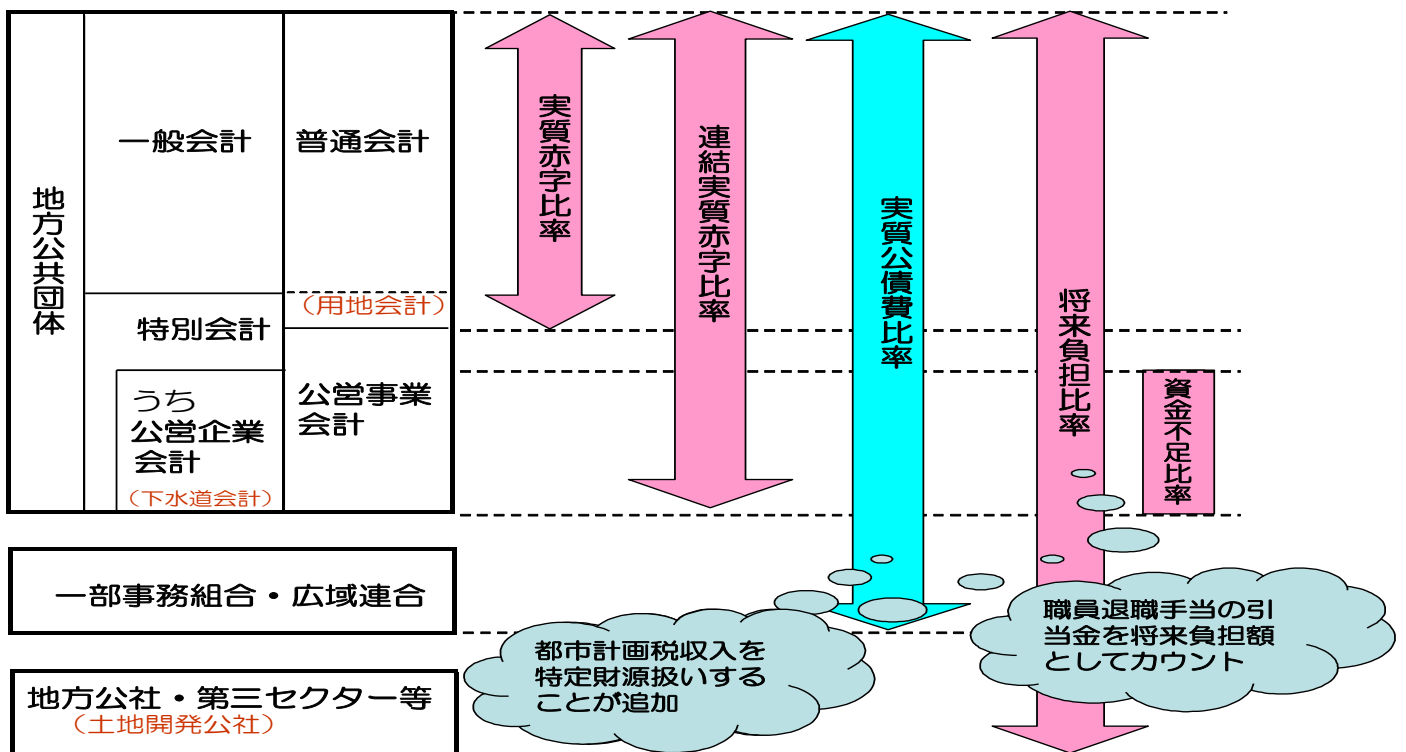 地方公共団体
一般会計
普通会計
(用地会計)
特別会計
うち
公営企業
会計
(下水道会計)
公営事業
会計
実質赤字比率
連結実質赤字比率
実質公債費比率
将来負担比率
資金不足比率
一部事務組合・広域連合
地方公社・第三セクター等
(土地開発公社)
都市計画税収入を
特定財源扱いする
ことが追加
職員退職手当の引
当金を将来負担額
としてカウント